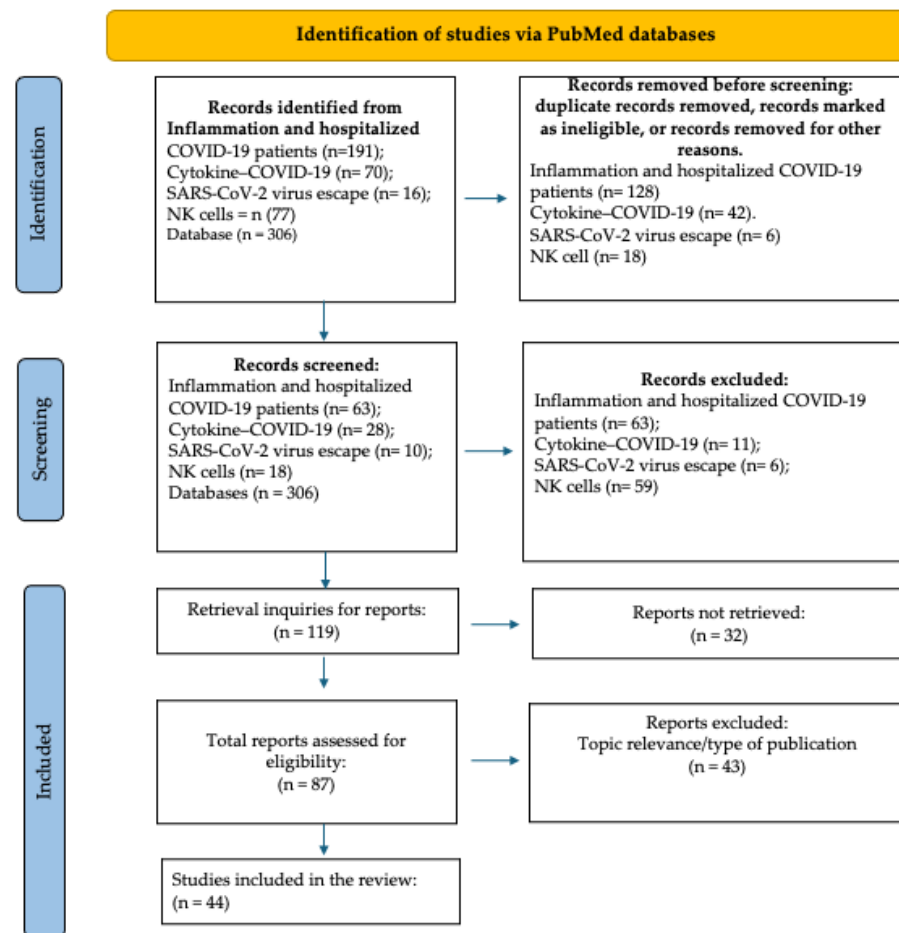 Identification of studies via PubMed databases
Identification
Records identified from
Inflammation and hospitalized
COVID-19 patients (n=191);
Cytokine–COVID-19 (n= 70);
SARS-CoV-2 virus escape (n= 16);
NK cells = n (77)
Database (n = 306)
Records removed before screening:
duplicate records removed, records marked
as ineligible, or records removed for other
reasons.
Inflammation and hospitalized COVID-19
patients (n= 128)
Cytokine–COVID-19 (n= 42).
SARS-CoV-2 virus escape (n= 6)
NK cell (n= 18)
Screening
Records screened:
Inflammation and hospitalized
COVID-19 patients (n= 63);
Cytokine–COVID-19 (n= 28);
SARS-CoV-2 virus escape (n= 10);
NK cells (n= 18)
Databases (n = 306)
Records excluded:
Inflammation and hospitalized COVID-19
patients (n= 63);
Cytokine–COVID-19 (n= 11);
SARS-CoV-2 virus escape (n= 6);
NK cells (n= 59)
Included
Retrieval inquiries for reports:
(n = 119)
Reports not retrieved:
(n = 32)
Total reports assessed for
eligibility:
(n = 87)
Reports excluded:
Topic relevance/type of publication
(n = 43)
Studies included in the review:
(n = 44)